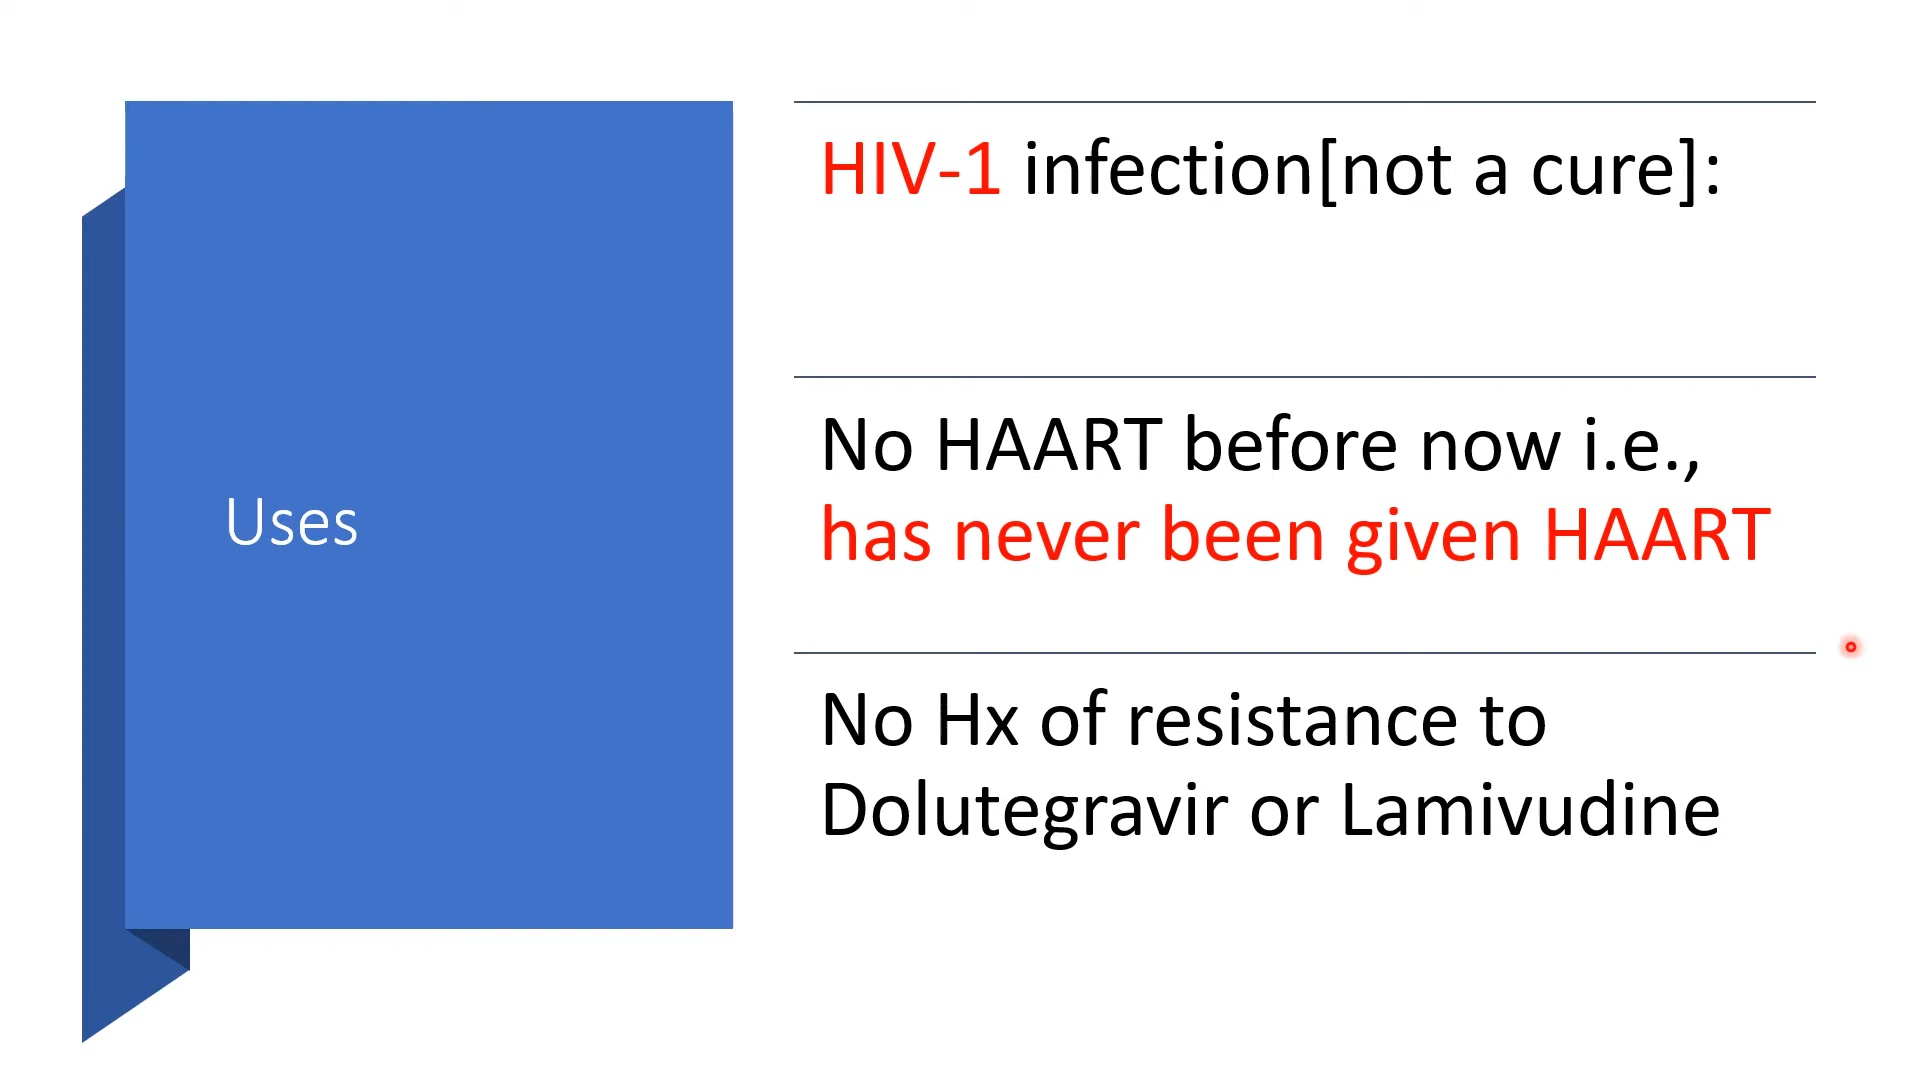 Uses
HIV-1 infection[not a cure]:
No HAART before now i.e.,
has never been given HAART
No Hx of resistance to
Dolutegravir or Lamivudine